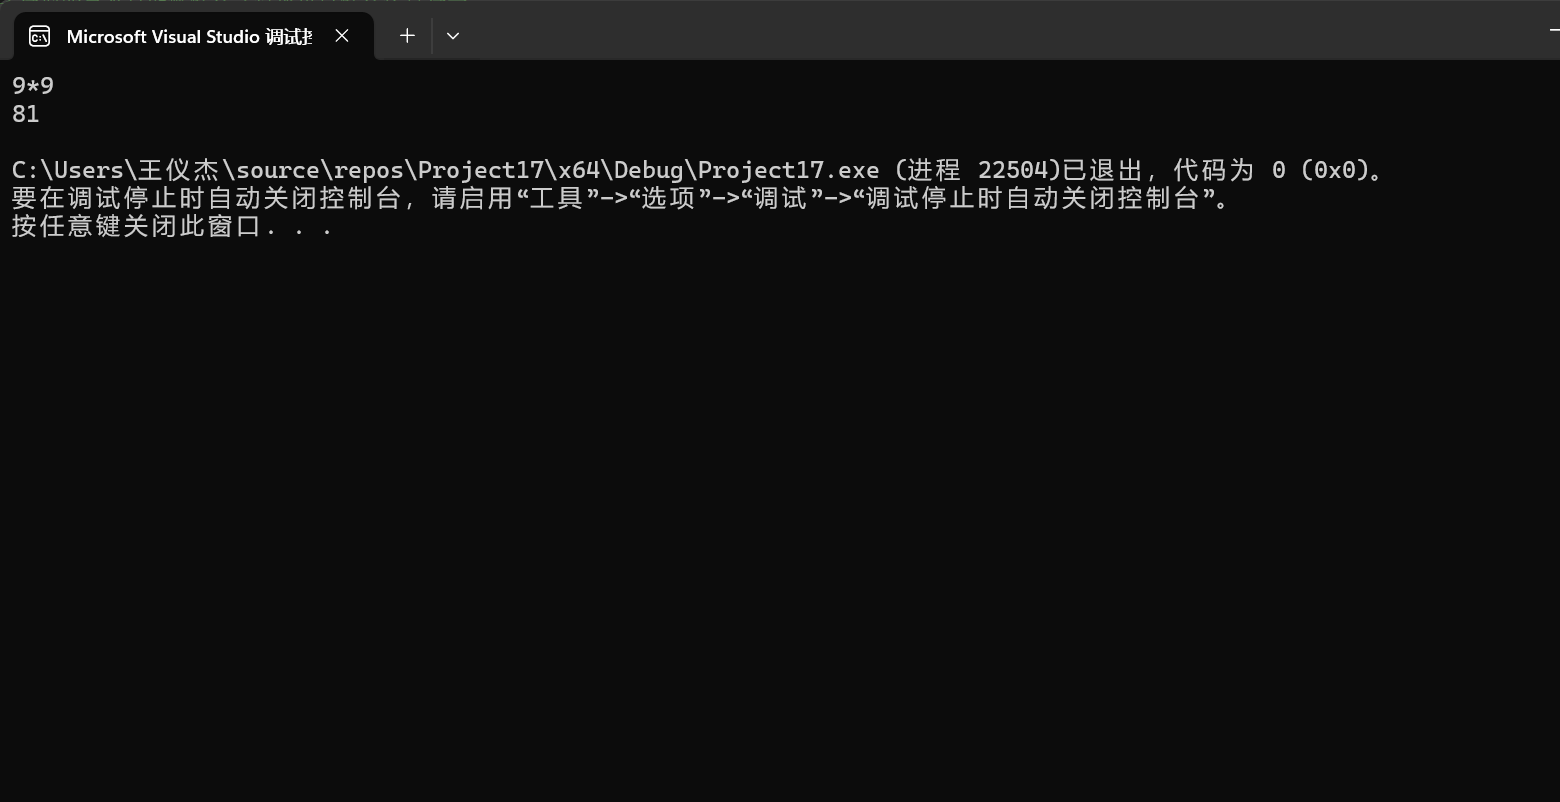 Microsoft Visual Studio 调试
9*9
81
C:\Users\王仪杰\source\repos\Project17\x64\Debug\Project17.exe (进程 22504)已退出，代码为 0 (0x0)。
要在调试停止时自动关闭控制台，请启用“工具”->“选项”->“调试”->“调试停止时自动关闭控制台”。
按任意键关闭此窗口. . .